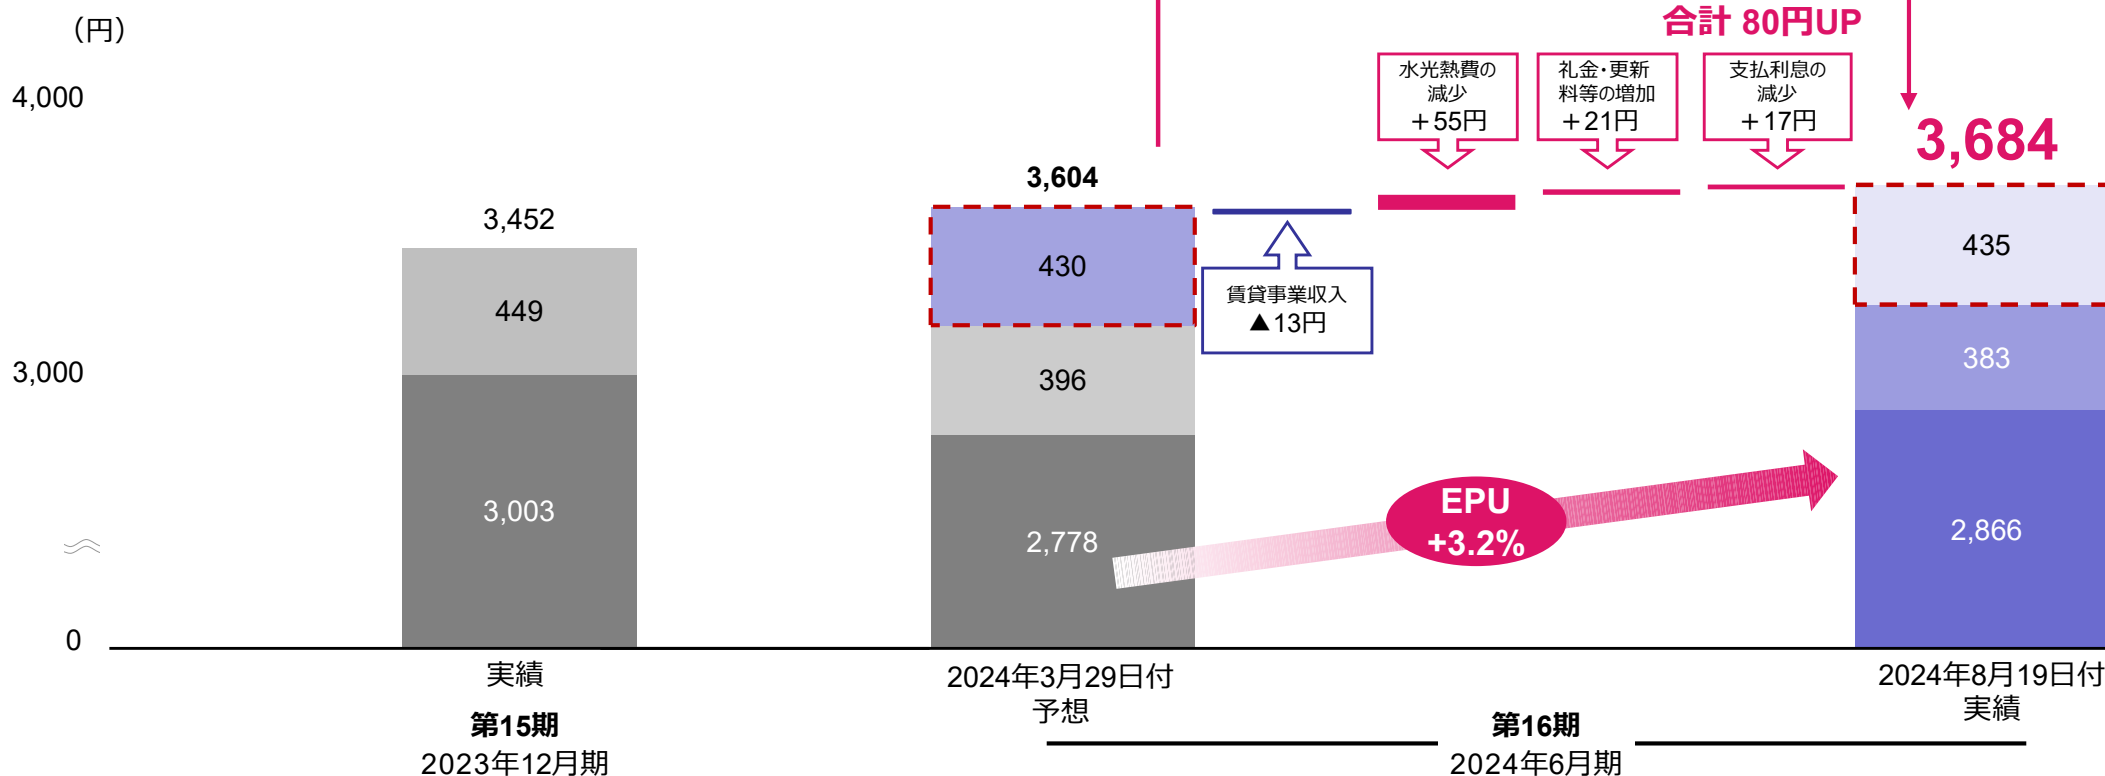 （円）
合計 80円UP
4,000
3,000
0
3,452
449
3,003
3,604
430
396
2,778
賃貸事業収入
▲13円
水光熱費の
減少
＋55円
礼金・更新
料等の増加
＋21円
支払利息の
減少
＋17円
3,684
435
383
2,866
EPU
+3.2%
実績
第15期
2023年12月期
2024年3月29日付
予想
第16期
2024年6月期
2024年8月19日付
実績